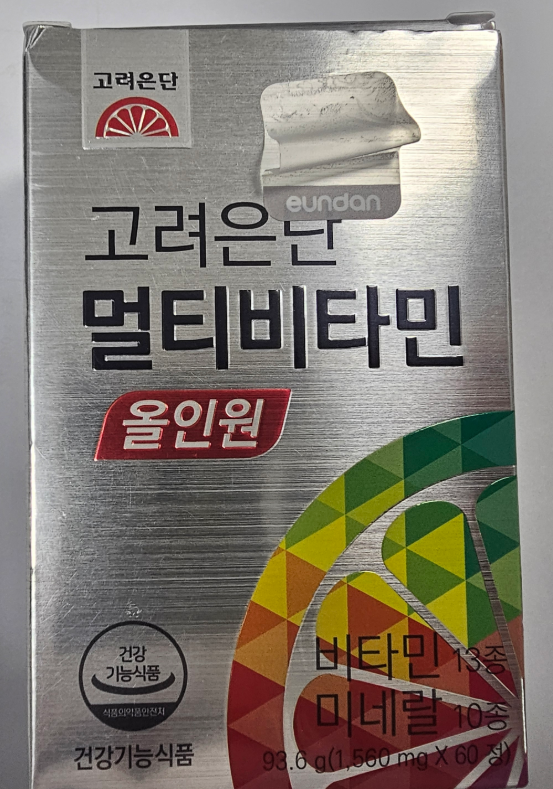 고려은단
eundan
고려은단
멀티비타민
올인원
비타민 13종
미네랄 10종
93.6 g(1,560 mg X 60 정)
건강
기능식품
식품의약품안전처
건강기능식품